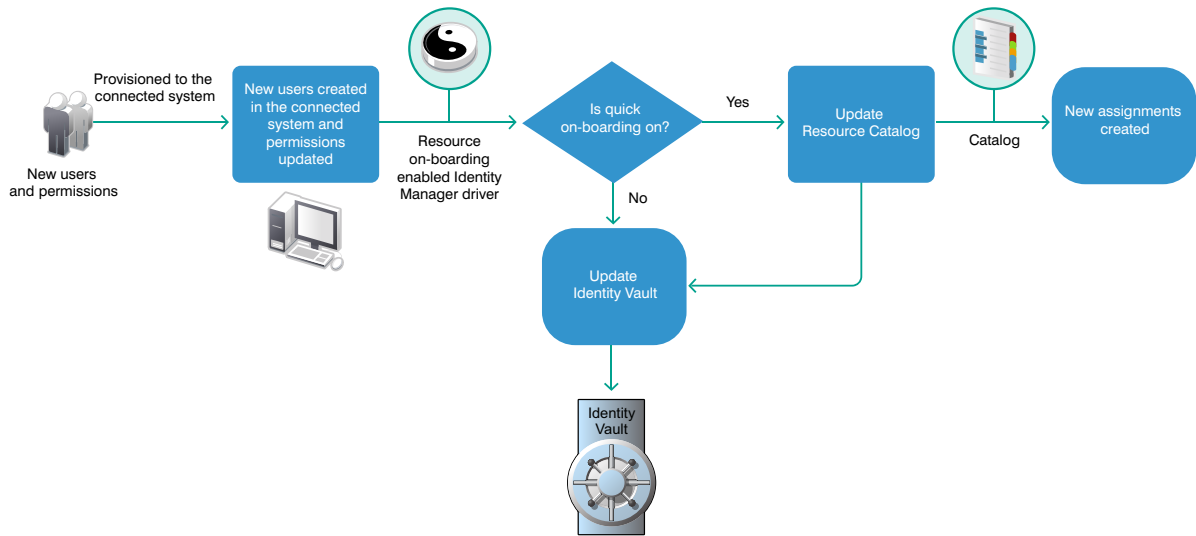 Provisioned to the
connected system
New users
and permissions
New users created
in the connected
system and
permissions
updated
Resource
on-boarding
enabled Identity
Manager driver
Is quick
on-boarding on?
Yes
No
Update
Resource Catalog
Catalog
New assignments
created
Update
Identity Vault
Identity
Vault